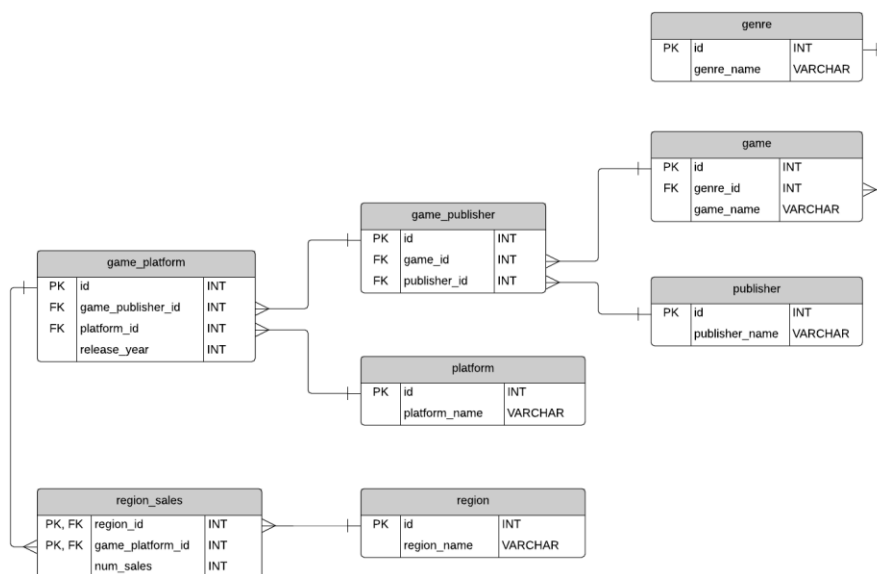 genre
PK id INT
genre_name VARCHAR
game
PK id INT
FK genre_id INT
game_name VARCHAR
game_publisher
PK id INT
FK game_id INT
FK publisher_id INT
game_platform
PK id INT
FK game_publisher_id INT
FK platform_id INT
release_year INT
publisher
PK id INT
publisher_name VARCHAR
platform
PK id INT
platform_name VARCHAR
region_sales
PK, FK region_id INT
PK, FK game_platform_id INT
num_sales INT
region
PK id INT
region_name VARCHAR